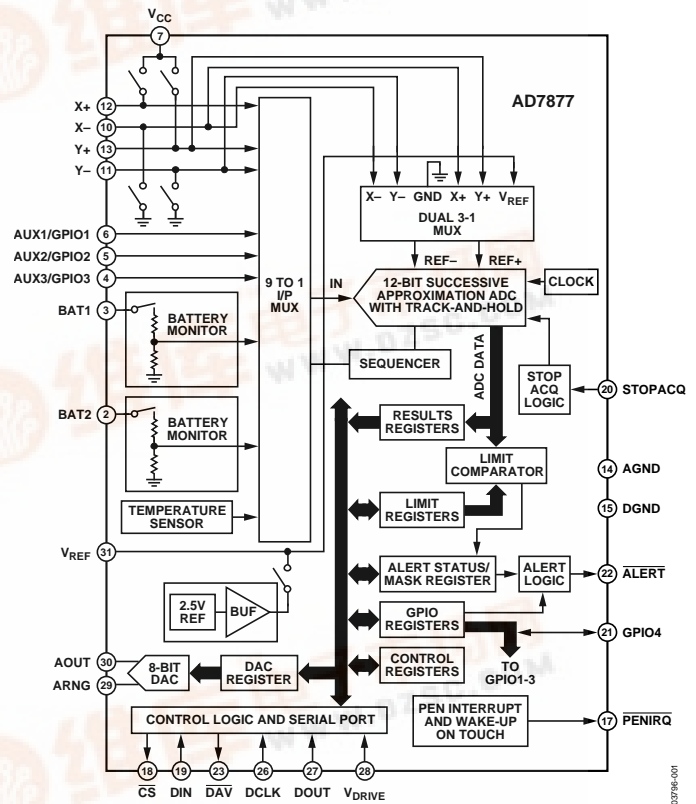 VCC
7
AD7877
X+ 12
X– 10
Y+ 13
Y– 11
X– Y– GND X+ Y+ VREF
DUAL 3-1
MUX
REF– REF+
AUX1/GPIO1 6
AUX2/GPIO2 5
AUX3/GPIO3 4
9 TO 1
I/P
MUX
IN
12-BIT SUCCESSIVE
APPROXIMATION ADC
WITH TRACK-AND-HOLD
CLOCK
BAT1 3
BATTERY
MONITOR
SEQUENCER
ADC DATA
STOP
ACQ
LOGIC
20 STOPACQ
BAT2 2
BATTERY
MONITOR
RESULTS
REGISTERS
LIMIT
COMPARATOR
14 AGND
TEMPERATURE
SENSOR
LIMIT
REGISTERS
15 DGND
VREF 31
ALERT STATUS/
MASK REGISTER
ALERT
LOGIC
22 ALERT
2.5V
REF
BUF
GPIO
REGISTERS
21 GPIO4
TO
GPIO1-3
AOUT 30
ARNG 29
8-BIT
DAC
DAC
REGISTER
CONTROL
REGISTERS
CONTROL LOGIC AND SERIAL PORT
PEN INTERRUPT
AND WAKE-UP
ON TOUCH
17 PENIRQ
18 19 23 26 27 28
CS DIN DAV DCLK DOUT VDRIVE
03796-001
WWW.DZSC.COM